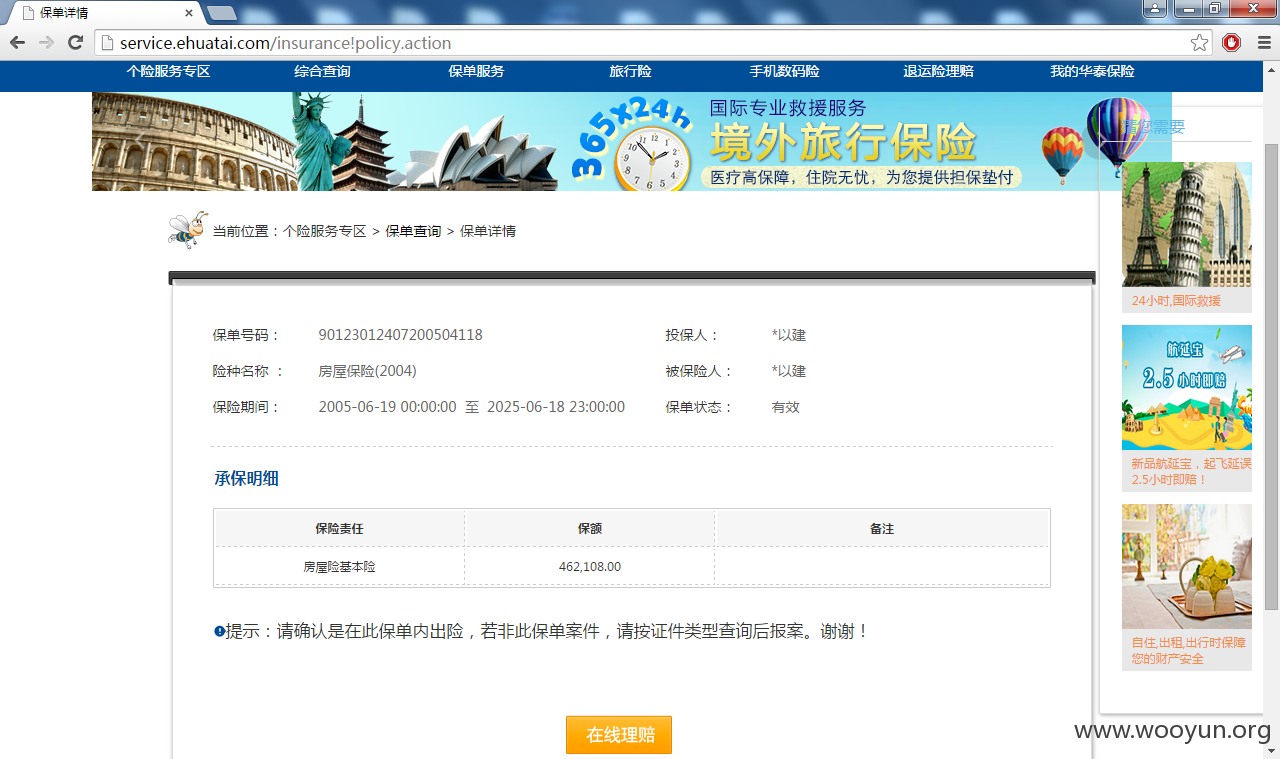 保单详情
service.ehuatai.com/insurance!policy.action
个险服务专区 综合查询 保单服务 旅行险 手机数码险 退运险理赔 我的华泰保险
365x24h
国际专业救援服务
境外旅行保险
医疗高保障，住院无忧，为您提供担保垫付
猜您需要
当前位置：个险服务专区 > 保单查询 > 保单详情
24小时,国际救援
保单号码： 90123012407200504118 投保人： *以建
险种名称 ： 房屋保险(2004) 被保险人： *以建
保险期间： 2005-06-19 00:00:00 至 2025-06-18 23:00:00 保单状态： 有效
航延宝
2.5小时即赔
新品航延宝，起飞延误
2.5小时即赔！
承保明细
保险责任 保额 备注
房屋险基本险 462,108.00
提示：请确认是在此保单内出险，若非此保单案件，请按证件类型查询后报案。谢谢！
自住,出租,出行时保障
您的财产安全
在线理赔
www.wooyun.org